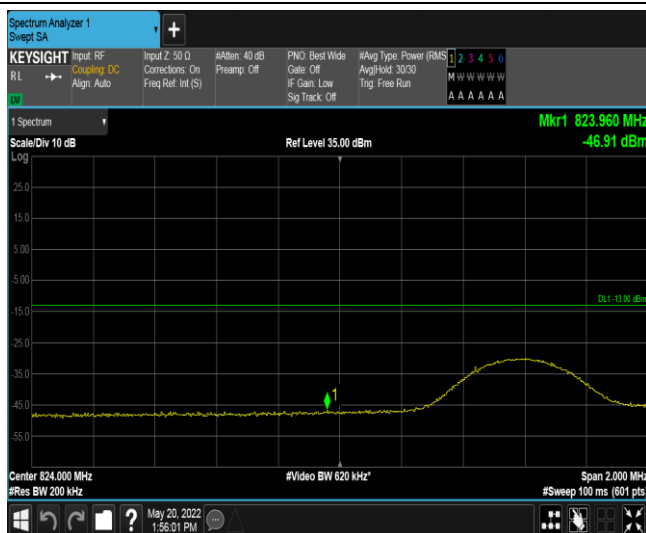 Spectrum Analyzer 1
Swept SA
+
KEYSIGHT Input: RF Input Z: 50 Ω #Atten: 40 dB PNO: Best Wide #Avg Type: Power (RMS 1 2 3 4 5 6
RL Coupling: DC Corrections: On Preamp: Off Gate: Off Avg|Hold: 30/30 M W W W W W
Align: Auto Freq Ref: Int (S) IF Gain: Low Trig: Free Run
Sig Track: Off A A A A A A
1 Spectrum Mkr1 823.960 MHz
Scale/Div 10 dB Ref Level 35.00 dBm -46.91 dBm
Log
25.0
15.0
5.00
-5.00
DL1 -13.00 dBm
-15.0
-25.0
-35.0
1
-45.0
-55.0
Center 824.000 MHz #Video BW 620 kHz* Span 2.000 MHz
#Res BW 200 kHz #Sweep 100 ms (601 pts
? May 20, 2022
1:56:01 PM